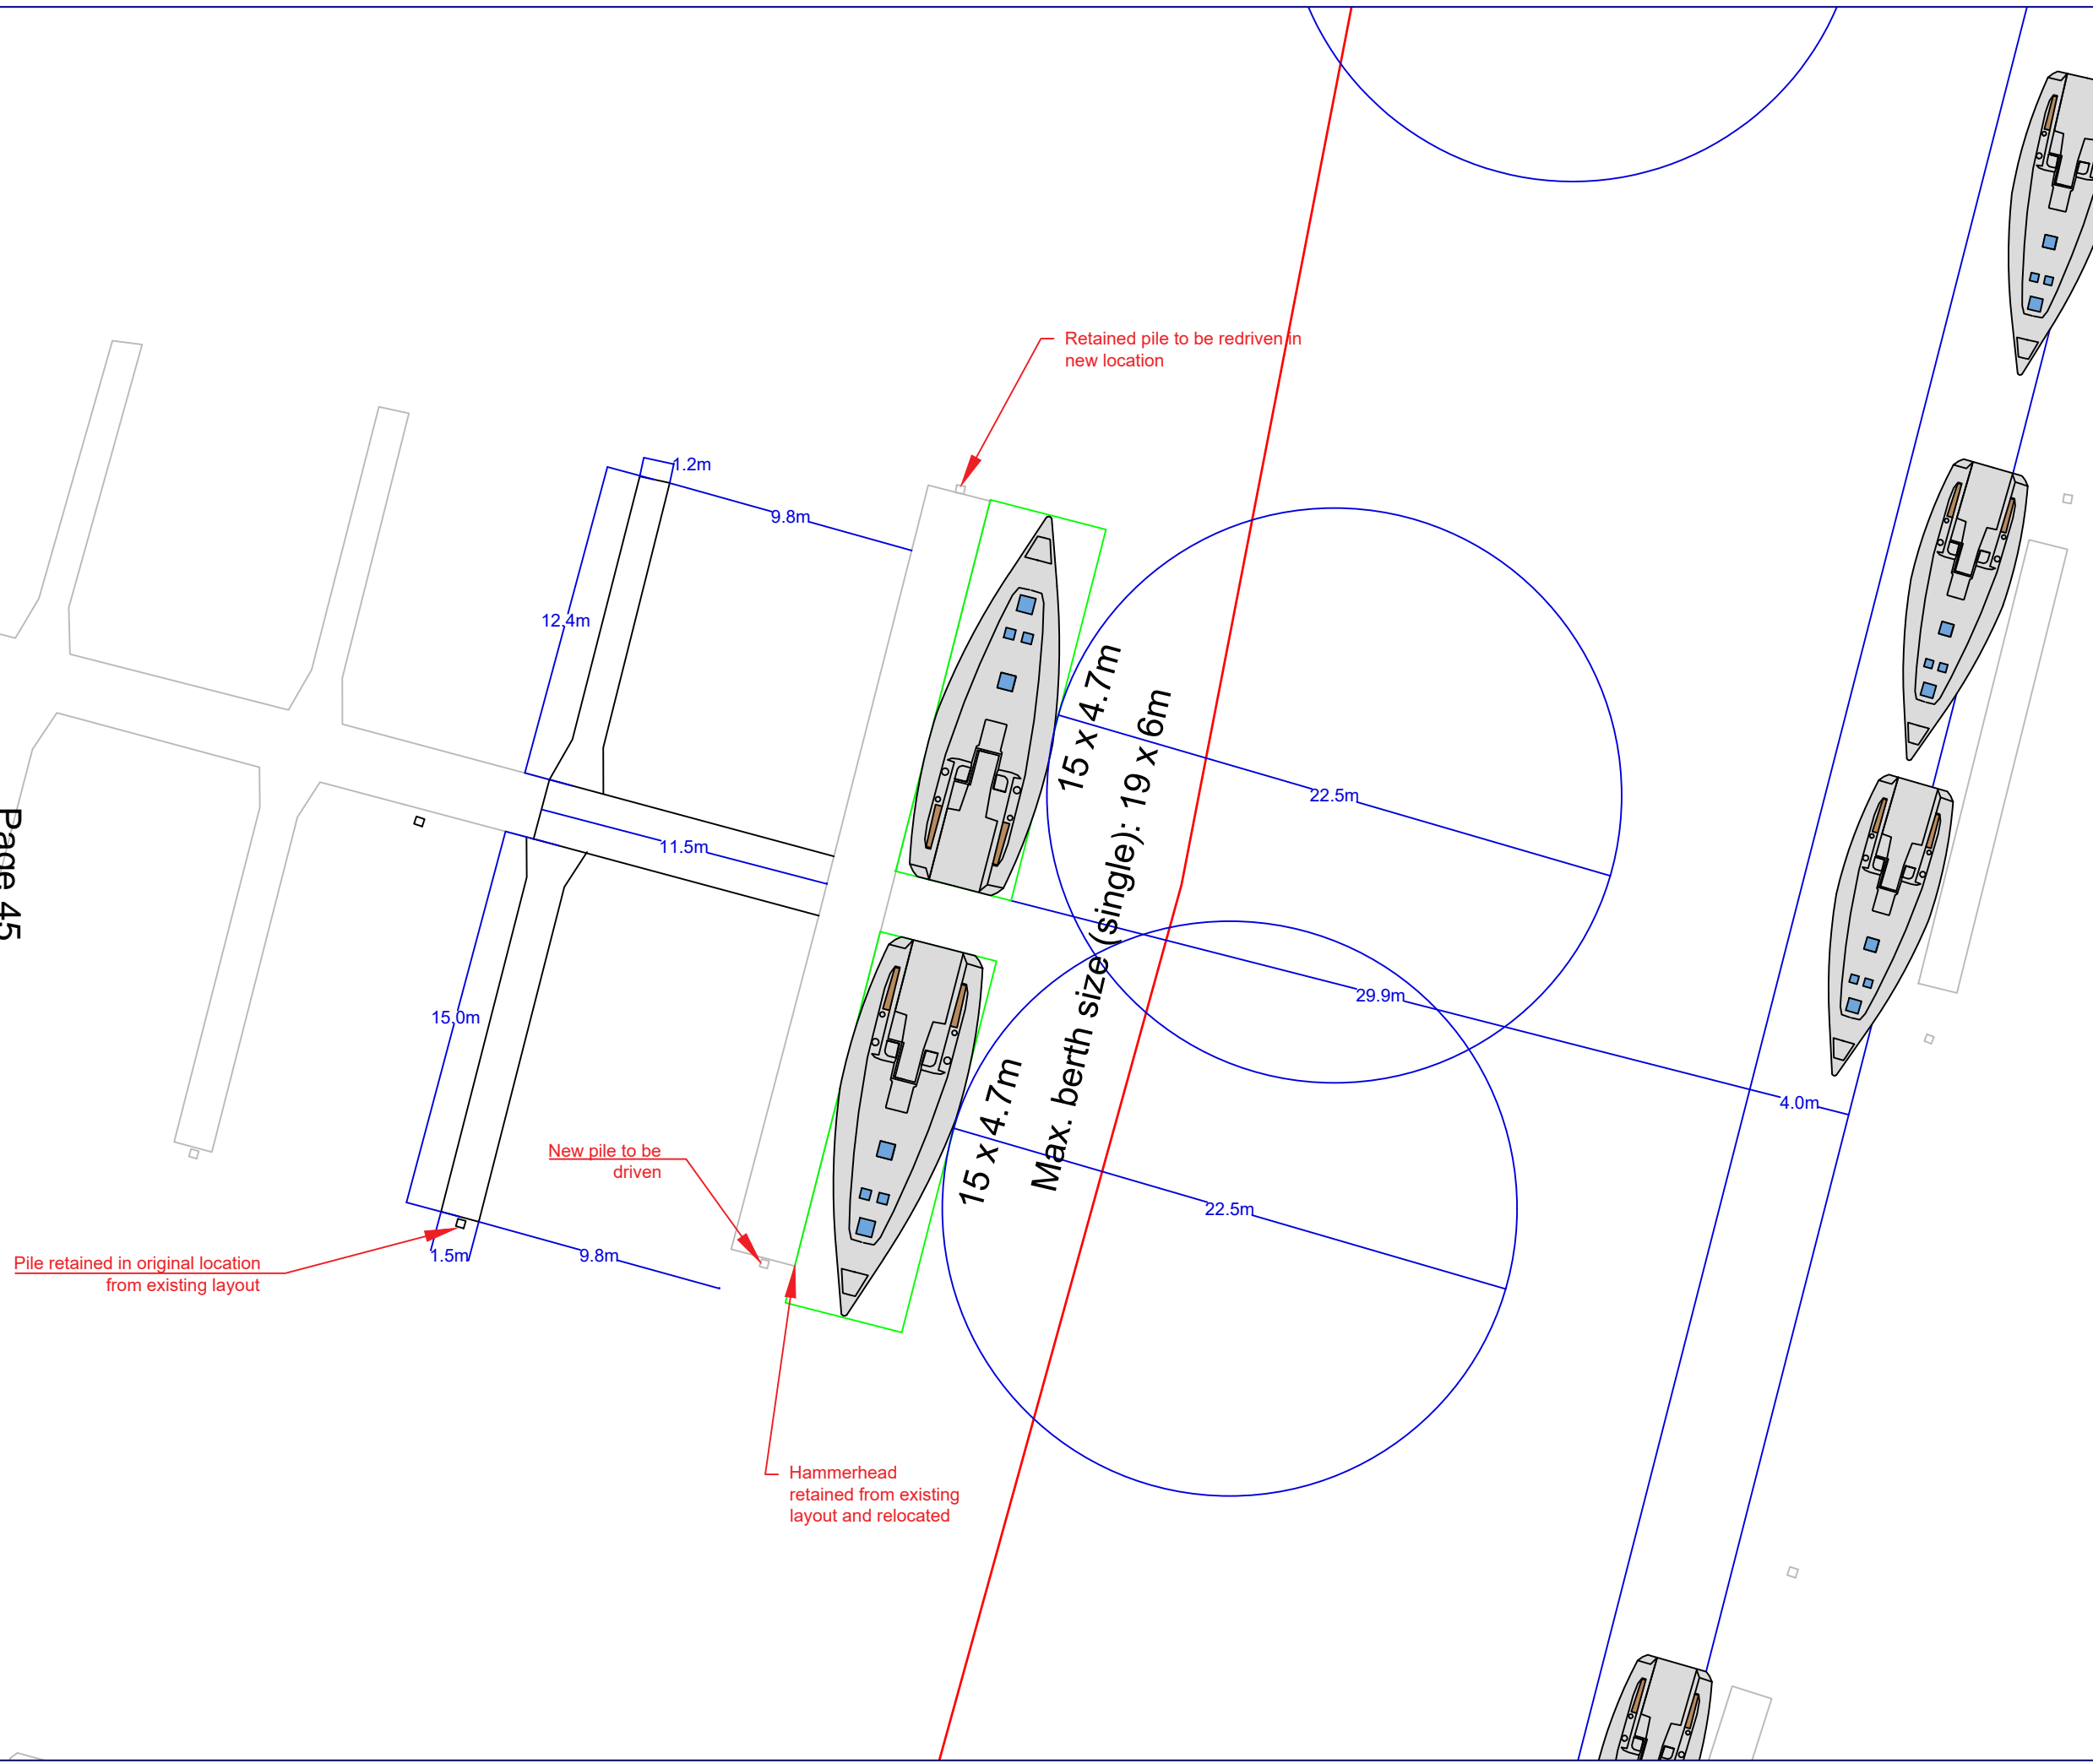 Retained pile to be redriven in
new location
1.2m
9.8m
12.4m
15 x 4.7m
Max. berth size (single): 19 x 6m
22.5m
Page 45
11.5m
29.9m
15.0m
4.0m
15 x 4.7m
New pile to be
driven
22.5m
Pile retained in original location
from existing layout
1.5m
9.8m
Hammerhead
retained from existing
layout and relocated